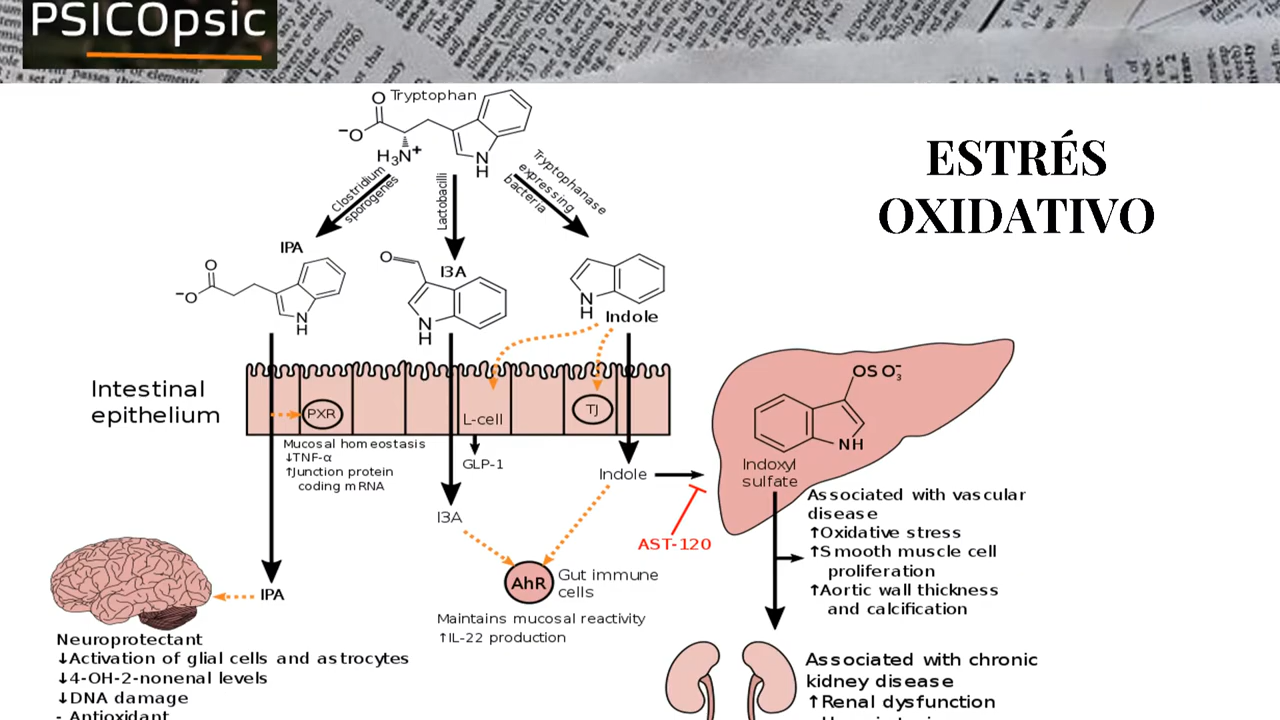 PSICOpsic
ESTRÉS
OXIDATIVO
Tryptophan
O
−O
H3N+
N
H
Clostridium
sporogenes
Lactobacilli
Tryptophanase
expressing
bacteria
IPA
O
−O
N
H
I3A
O
N
H
N
H
Indole
Intestinal
epithelium
PXR
L-cell
TJ
Mucosal homeostasis
↓TNF-α
↑Junction protein
coding mRNA
GLP-1
I3A
Indole
AST-120
OSO3−
NH
Indoxyl
sulfate
Associated with vascular
disease
↑Oxidative stress
↑Smooth muscle cell
proliferation
↑Aortic wall thickness
and calcification
AhR
Gut immune
cells
Maintains mucosal reactivity
↑IL-22 production
IPA
Neuroprotectant
↓Activation of glial cells and astrocytes
↓4-OH-2-nonenal levels
↓DNA damage
- Antioxidant
Associated with chronic
kidney disease
↑Renal dysfunction